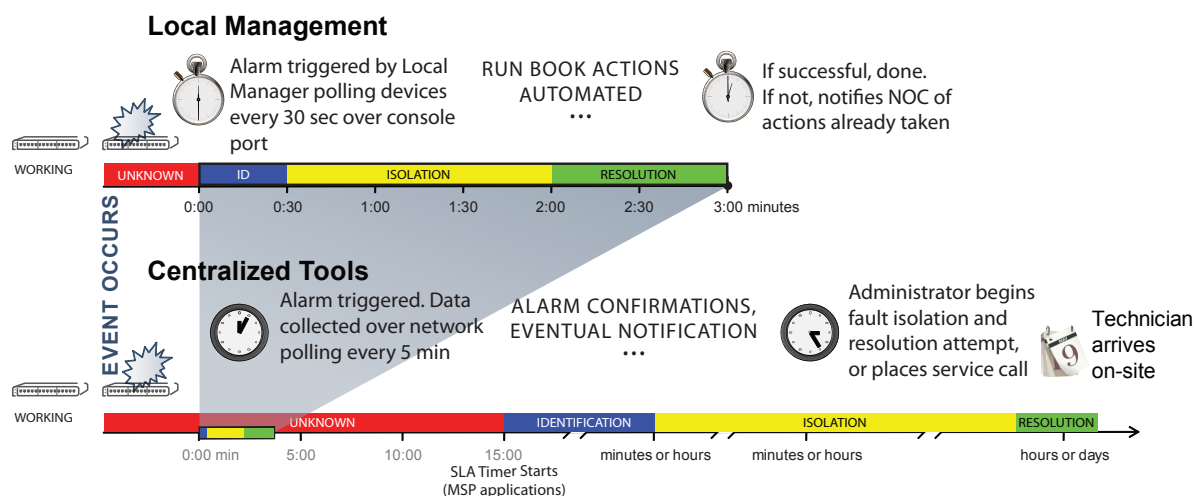 Local Management
Alarm triggered by Local
Manager polling devices
every 30 sec over console
port
RUN BOOK ACTIONS
AUTOMATED
...
If successful, done.
If not, notifies NOC of
actions already taken
WORKING
UNKNOWN
ID
ISOLATION
RESOLUTION
0:00
0:30
1:00
1:30
2:00
2:30
3:00 minutes
EVENT OCCURS
Centralized Tools
Alarm triggered. Data
collected over network
polling every 5 min
ALARM CONFIRMATIONS,
EVENTUAL NOTIFICATION
...
Administrator begins
fault isolation and
resolution attempt,
or places service call
9
Technician
arrives
on-site
WORKING
UNKNOWN
IDENTIFICATION
ISOLATION
RESOLUTION
0:00 min
5:00
10:00
15:00
minutes or hours
minutes or hours
hours or days
SLA Timer Starts
(MSP applications)